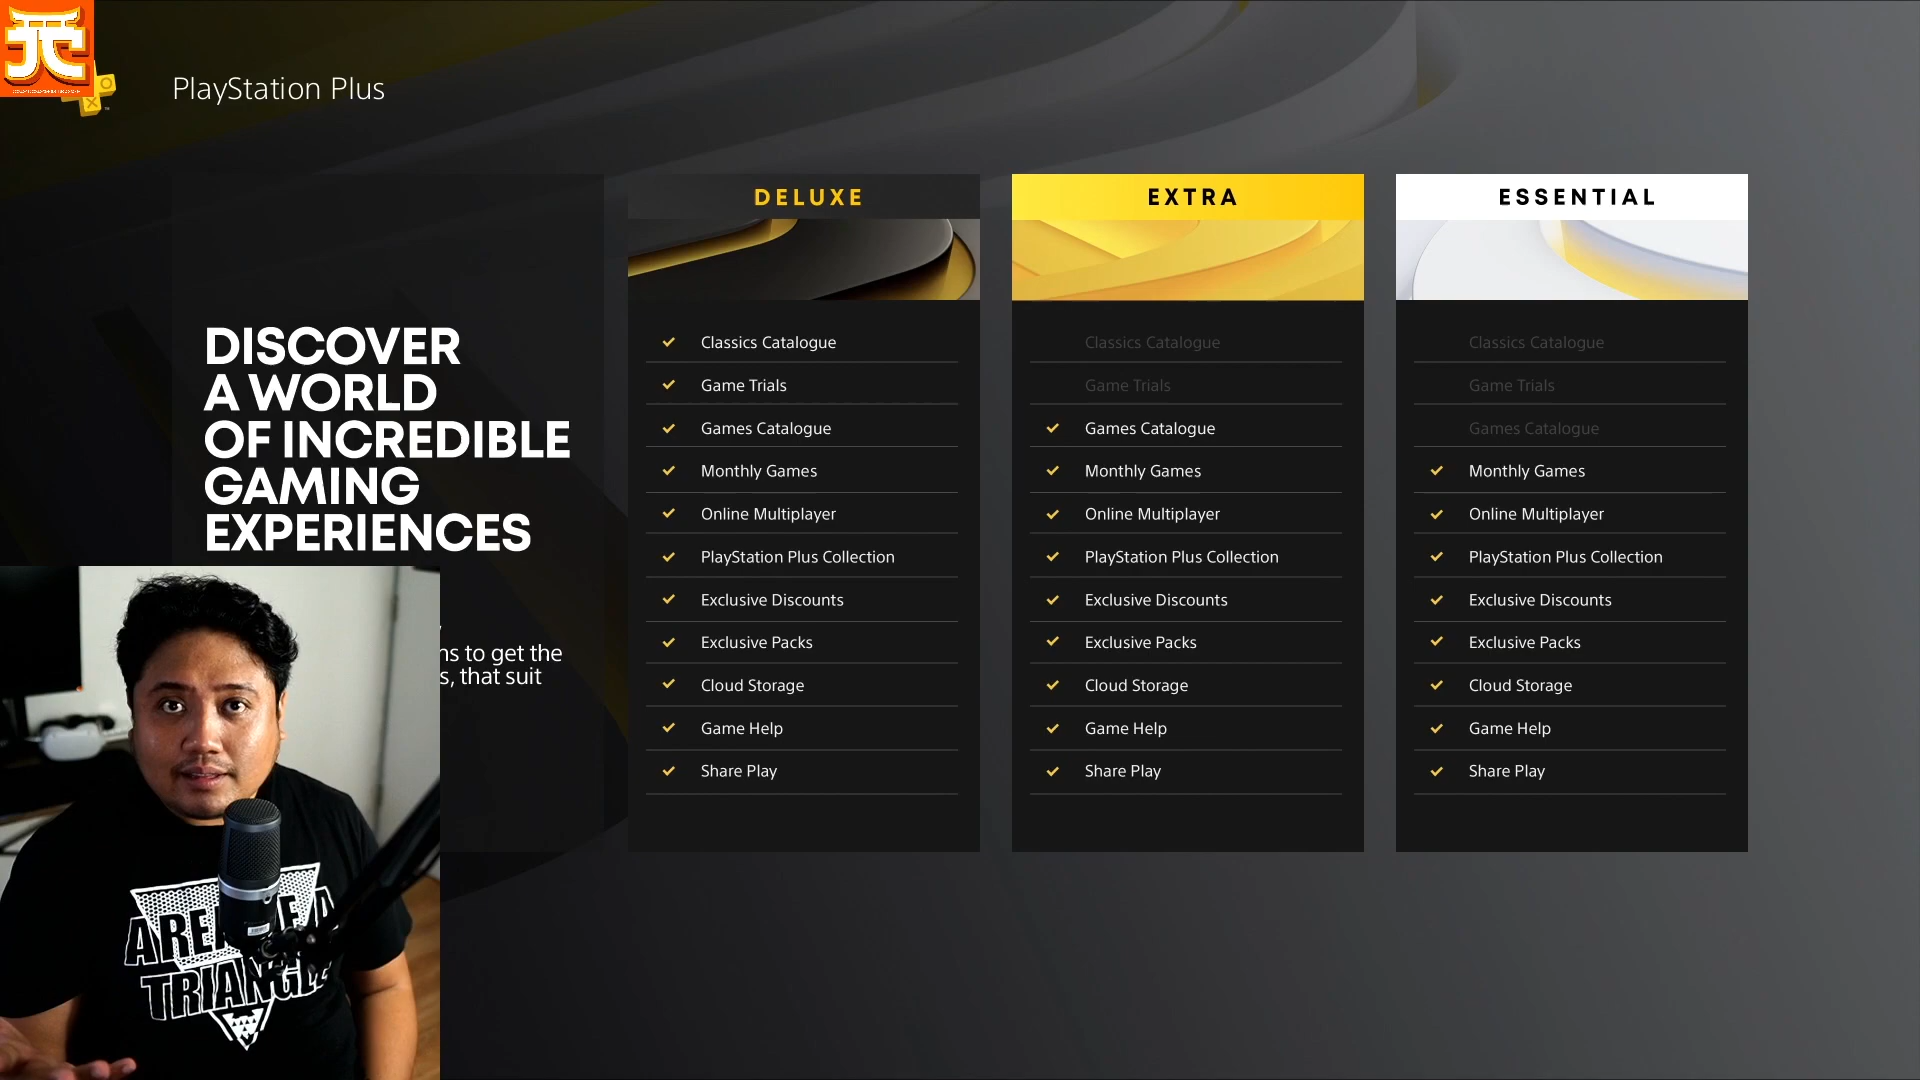 PlayStation Plus
DISCOVER
A WORLD
OF INCREDIBLE
GAMING
EXPERIENCES
to get the
that suit
DELUXE
Classics Catalogue
Game Trials
Games Catalogue
Monthly Games
Online Multiplayer
PlayStation Plus Collection
Exclusive Discounts
Exclusive Packs
Cloud Storage
Game Help
Share Play
EXTRA
Classics Catalogue
Game Trials
Games Catalogue
Monthly Games
Online Multiplayer
PlayStation Plus Collection
Exclusive Discounts
Exclusive Packs
Cloud Storage
Game Help
Share Play
ESSENTIAL
Classics Catalogue
Game Trials
Games Catalogue
Monthly Games
Online Multiplayer
PlayStation Plus Collection
Exclusive Discounts
Exclusive Packs
Cloud Storage
Game Help
Share Play
A
TRIANGLE